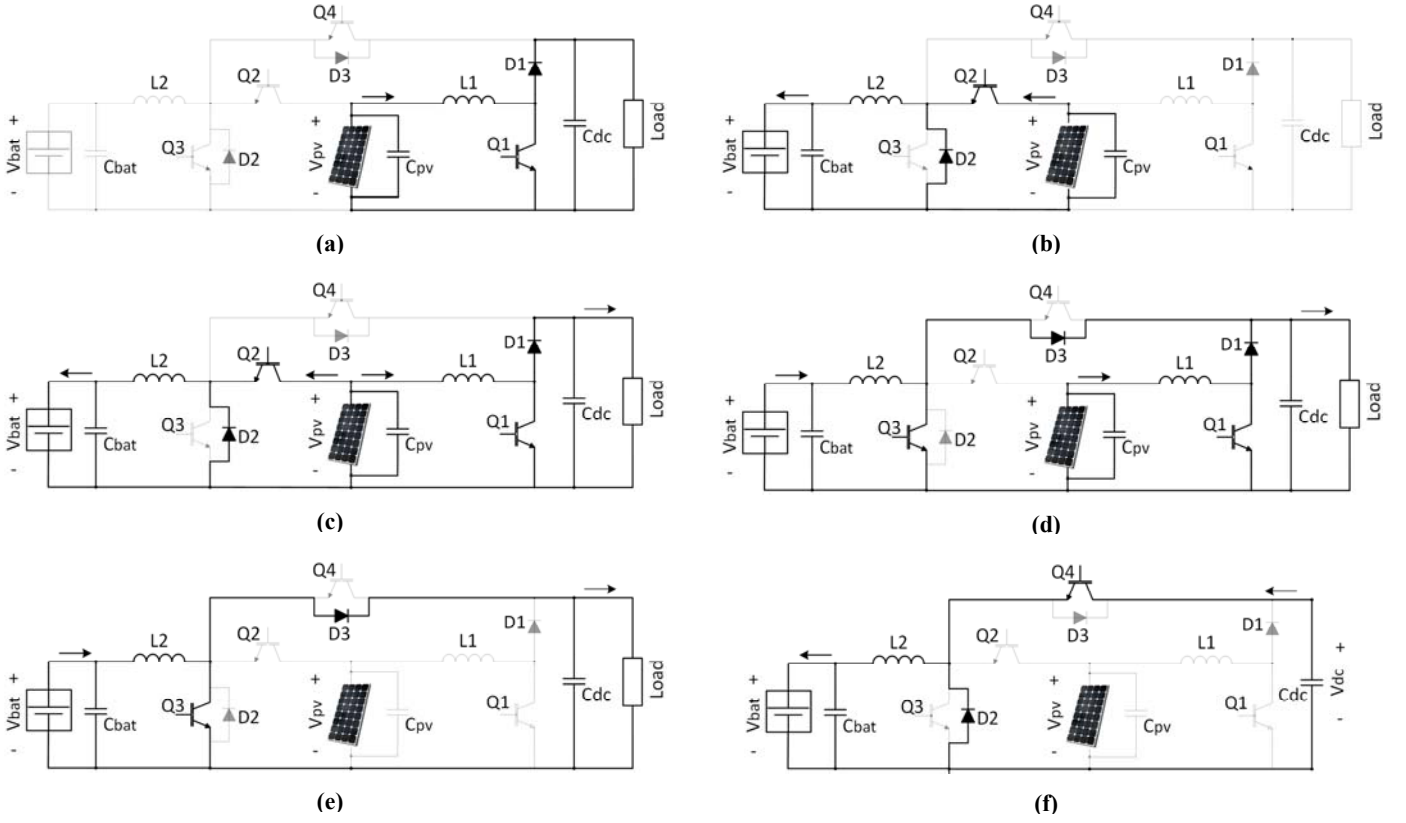 Q4
D3
D1
L2
Q2
L1
+
Vbat
-
Cbat
Q3
D2
+
Vpv
-
Cpv
Q1
Cdc
Load
(a)
Q4
D3
D1
L2
Q2
L1
+
Vbat
-
Cbat
Q3
D2
+
Vpv
-
Cpv
Q1
Cdc
Load
(b)
Q4
D3
D1
L2
Q2
L1
+
Vbat
-
Cbat
Q3
D2
+
Vpv
-
Cpv
Q1
Cdc
Load
(c)
Q4
D3
D1
L2
Q2
L1
+
Vbat
-
Cbat
Q3
D2
+
Vpv
-
Cpv
Q1
Cdc
Load
(d)
Q4
D3
D1
L2
Q2
L1
+
Vbat
-
Cbat
Q3
D2
+
Vpv
-
Cpv
Q1
Cdc
Load
(e)
Q4
D3
D1
L2
Q2
L1
+
Vbat
-
Cbat
Q3
D2
+
Vpv
-
Cpv
Q1
Cdc
+
Vdc
-
(f)